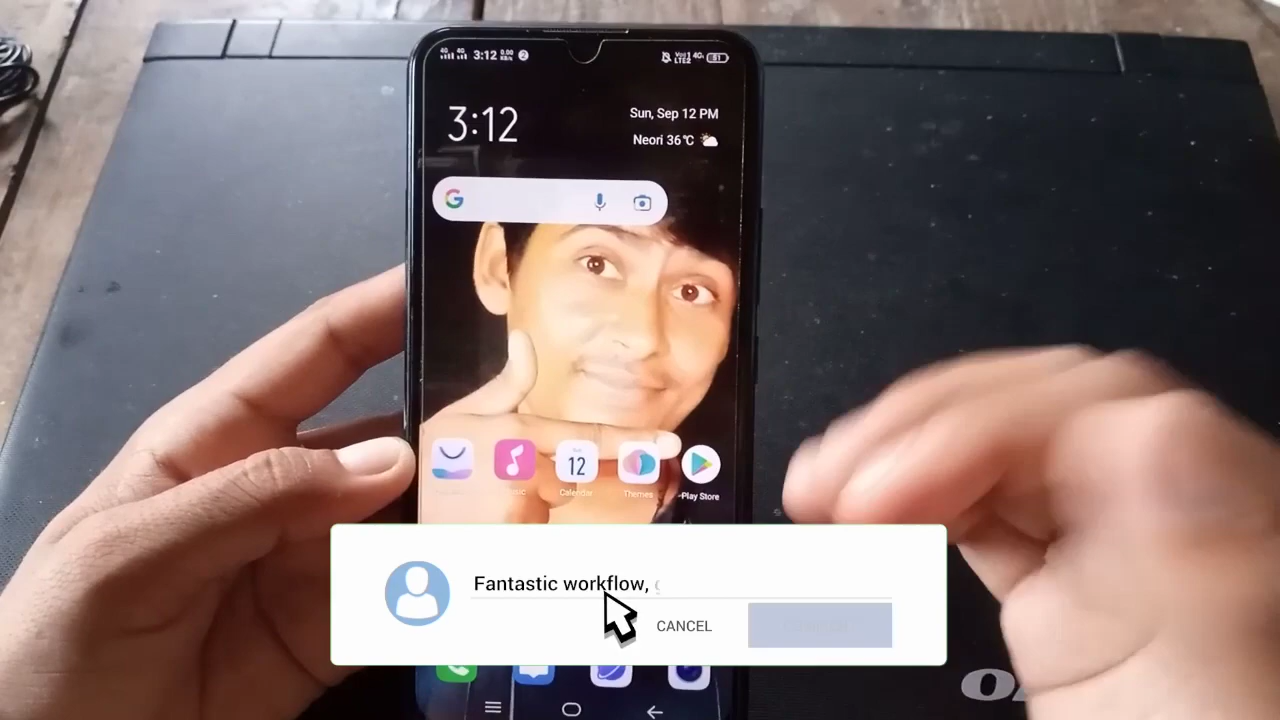 3:12
3:12
Sun, Sep 12 PM
Neori 36℃
12
Calendar
Themes
Play Store
Fantastic workflow,
CANCEL